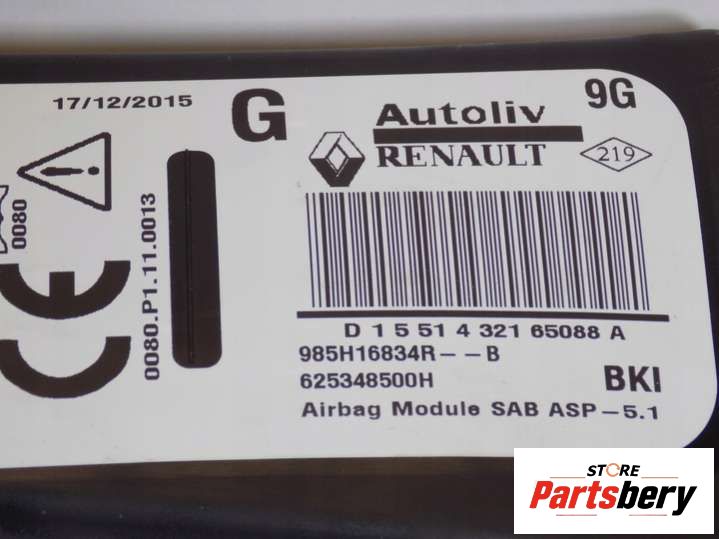 17/12/2015
G
Autoliv
9G
RENAULT
219
0080
0080.P1.11.0013
CE
D 1 5 51 4 321 65088 A
985H16834R--B
625348500H
BKI
Airbag Module SAB ASP-5.1
STORE
Partsbery